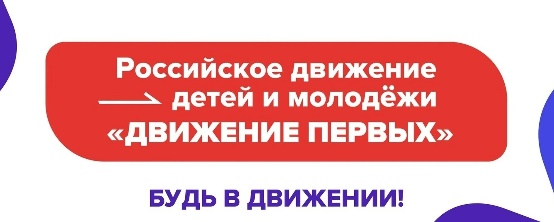 Российское движение
детей и молодёжи
«ДВИЖЕНИЕ ПЕРВЫХ»
БУДЬ В ДВИЖЕНИИ!